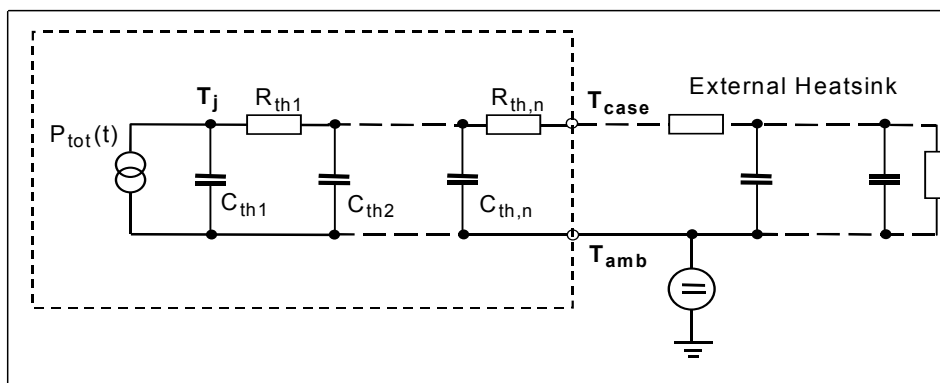 External Heatsink
T_j
R_th1
R_th,n
T_case
P_tot(t)
C_th1
C_th2
C_th,n
T_amb